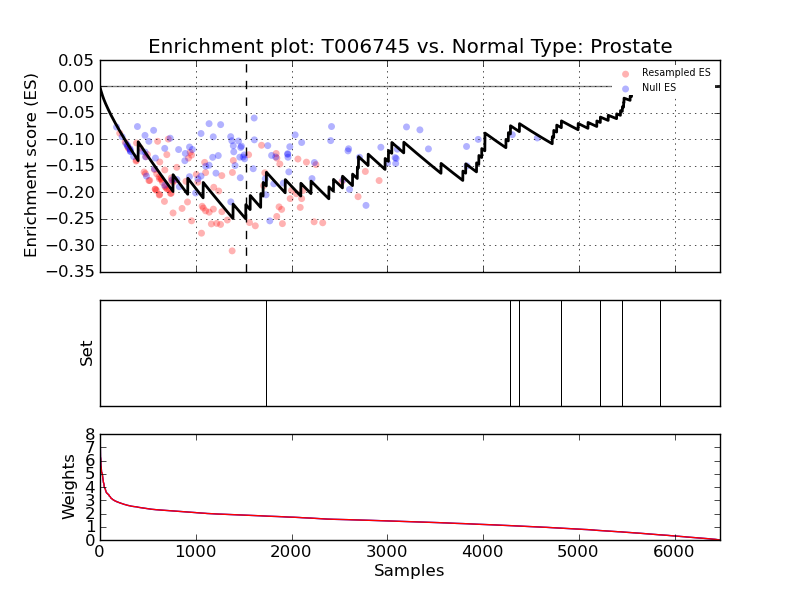 Enrichment plot: T006745 vs. Normal Type: Prostate
Enrichment score (ES)
0.05
0.00
−0.05
−0.10
−0.15
−0.20
−0.25
−0.30
−0.35
Resampled ES
Null ES
Set
Weights
8
7
6
5
4
3
2
1
0
0 1000 2000 3000 4000 5000 6000
Samples